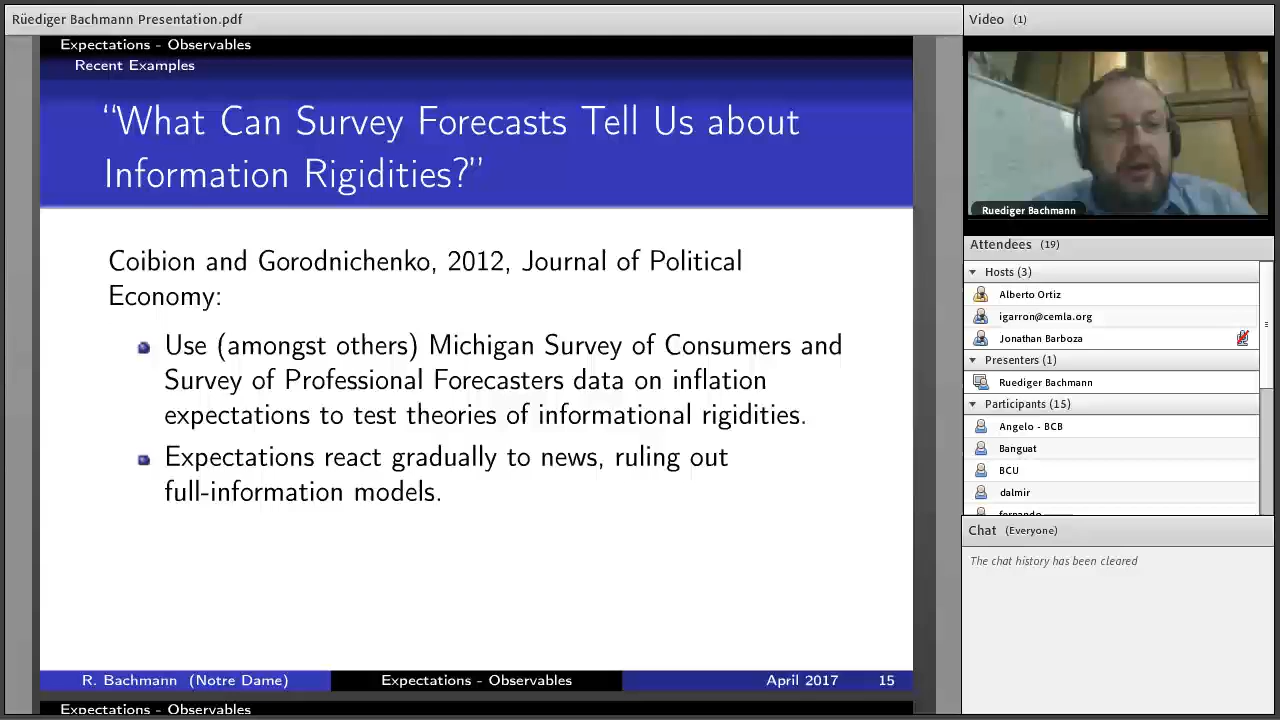 Rüediger Bachmann Presentation.pdf
Expectations - Observables
Recent Examples
“What Can Survey Forecasts Tell Us about
Information Rigidities?”
Coibion and Gorodnichenko, 2012, Journal of Political
Economy:
Use (amongst others) Michigan Survey of Consumers and
Survey of Professional Forecasters data on inflation
expectations to test theories of informational rigidities.
Expectations react gradually to news, ruling out
full-information models.
R. Bachmann (Notre Dame) Expectations - Observables April 2017 15
Expectations - Observables
Video (1)
Ruediger Bachmann
Attendees (19)
Hosts (3)
Alberto Ortiz
igarron@cemla.org
Jonathan Barboza
Presenters (1)
Ruediger Bachmann
Participants (15)
Angelo - BCB
Banguat
BCU
dalmir
Chat (Everyone)
The chat history has been cleared